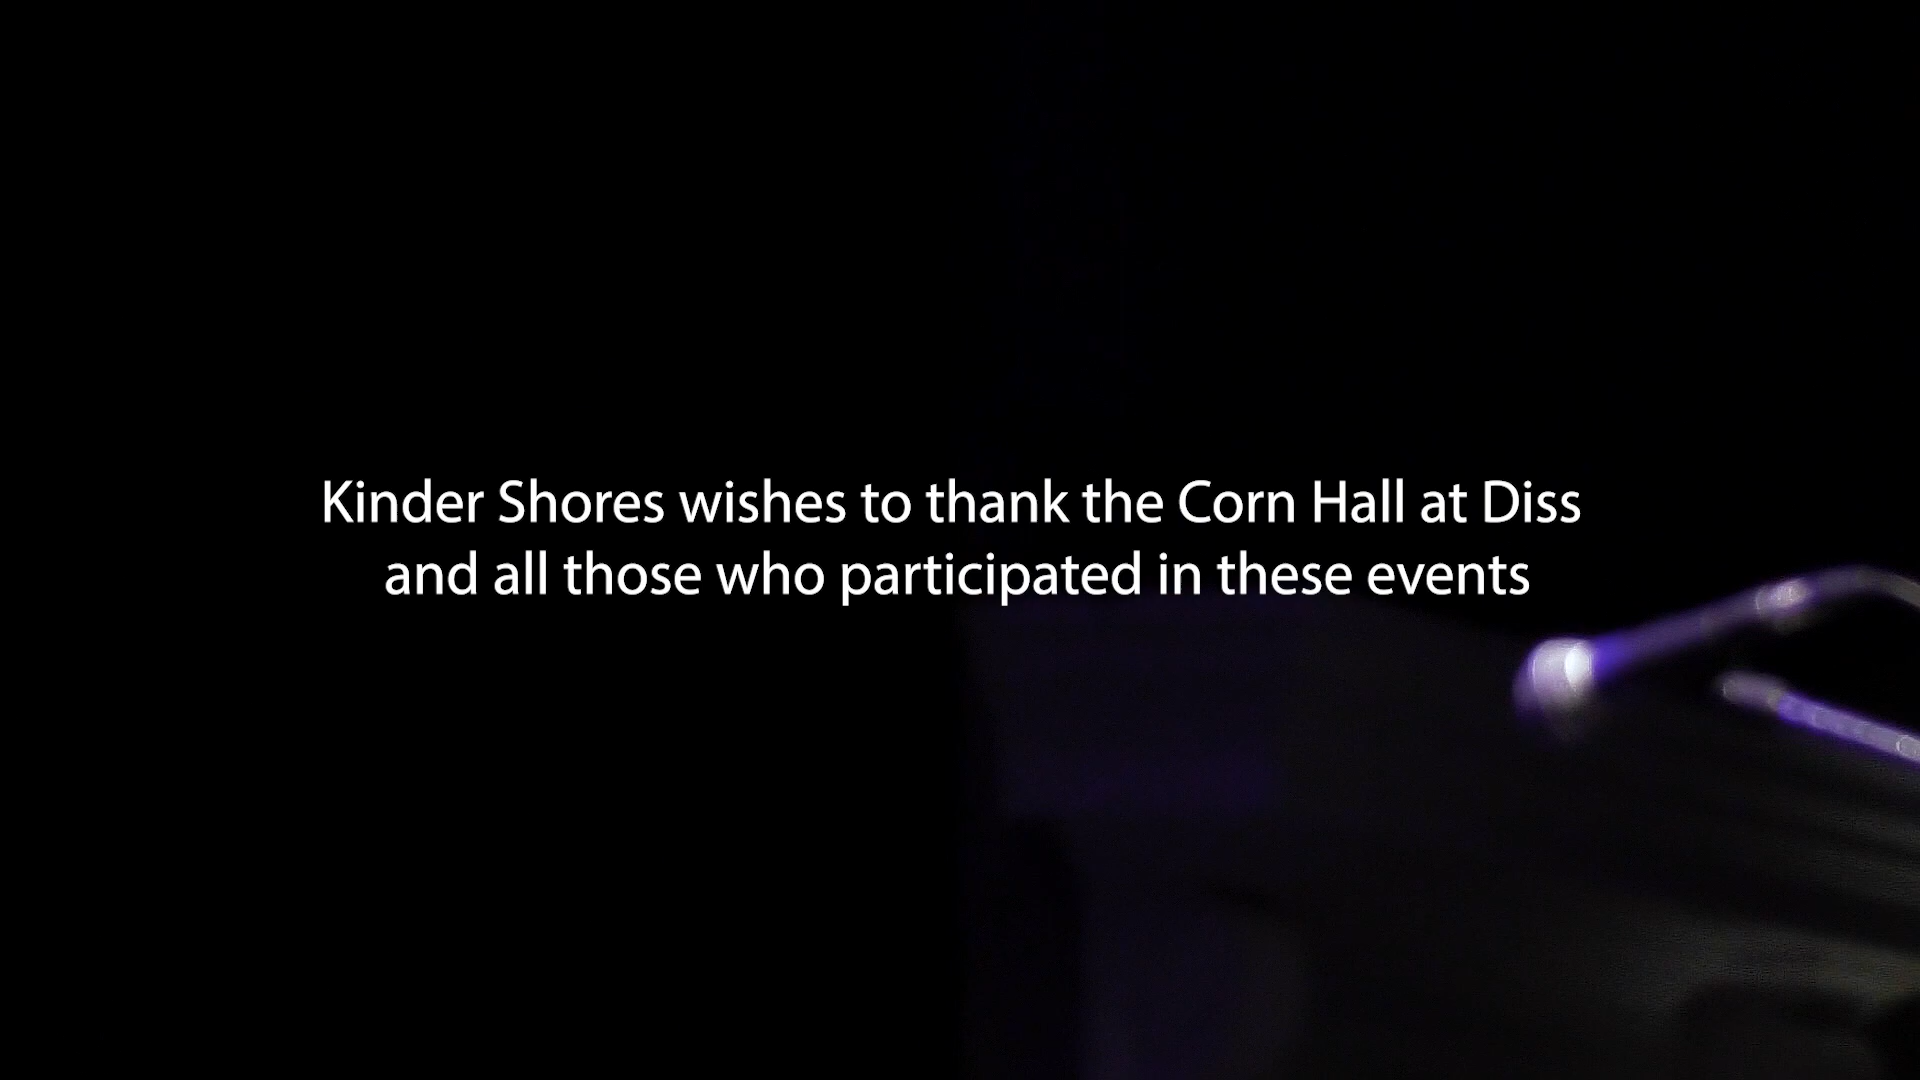 Kinder Shores wishes to thank the Corn Hall at Diss
and all those who participated in these events